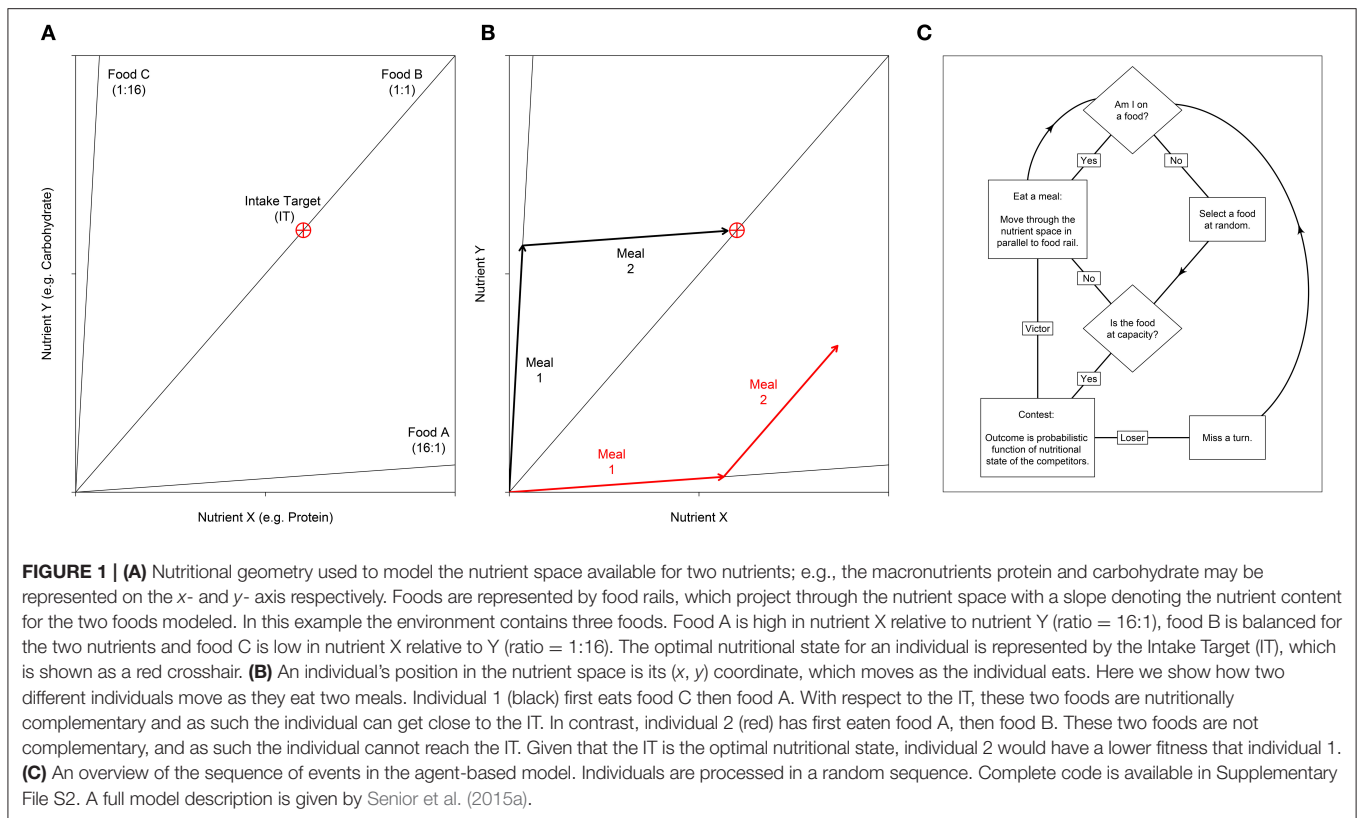 A
Food C
(1:16)
Food B
(1:1)
Intake Target
(IT)
Food A
(16:1)
Nutrient Y (e.g. Carbohydrate)
Nutrient X (e.g. Protein)
B
Meal
2
Meal
1
Meal
2
Meal
1
Nutrient Y
Nutrient X
C
Am I on
a food?
Yes
No
Eat a meal:
Move through the
nutrient space in
parallel to food rail.
Select a food
at random.
No
Is the food
at capacity?
Victor
Yes
Contest:
Outcome is probabilistic
function of nutritional
state of the competitors.
Loser
Miss a turn.
FIGURE 1 | (A) Nutritional geometry used to model the nutrient space available for two nutrients; e.g., the macronutrients protein and carbohydrate may be
represented on the x- and y- axis respectively. Foods are represented by food rails, which project through the nutrient space with a slope denoting the nutrient content
for the two foods modeled. In this example the environment contains three foods. Food A is high in nutrient X relative to nutrient Y (ratio = 16:1), food B is balanced for
the two nutrients and food C is low in nutrient X relative to Y (ratio = 1:16). The optimal nutritional state for an individual is represented by the Intake Target (IT), which
is shown as a red crosshair. (B) An individual's position in the nutrient space is its (x, y) coordinate, which moves as the individual eats. Here we show how two
different individuals move as they eat two meals. Individual 1 (black) first eats food C then food A. With respect to the IT, these two foods are nutritionally
complementary and as such the individual can get close to the IT. In contrast, individual 2 (red) has first eaten food A, then food B. These two foods are not
complementary, and as such the individual cannot reach the IT. Given that the IT is the optimal nutritional state, individual 2 would have a lower fitness that individual 1.
(C) An overview of the sequence of events in the agent-based model. Individuals are processed in a random sequence. Complete code is available in Supplementary
File S2. A full model description is given by Senior et al. (2015a).